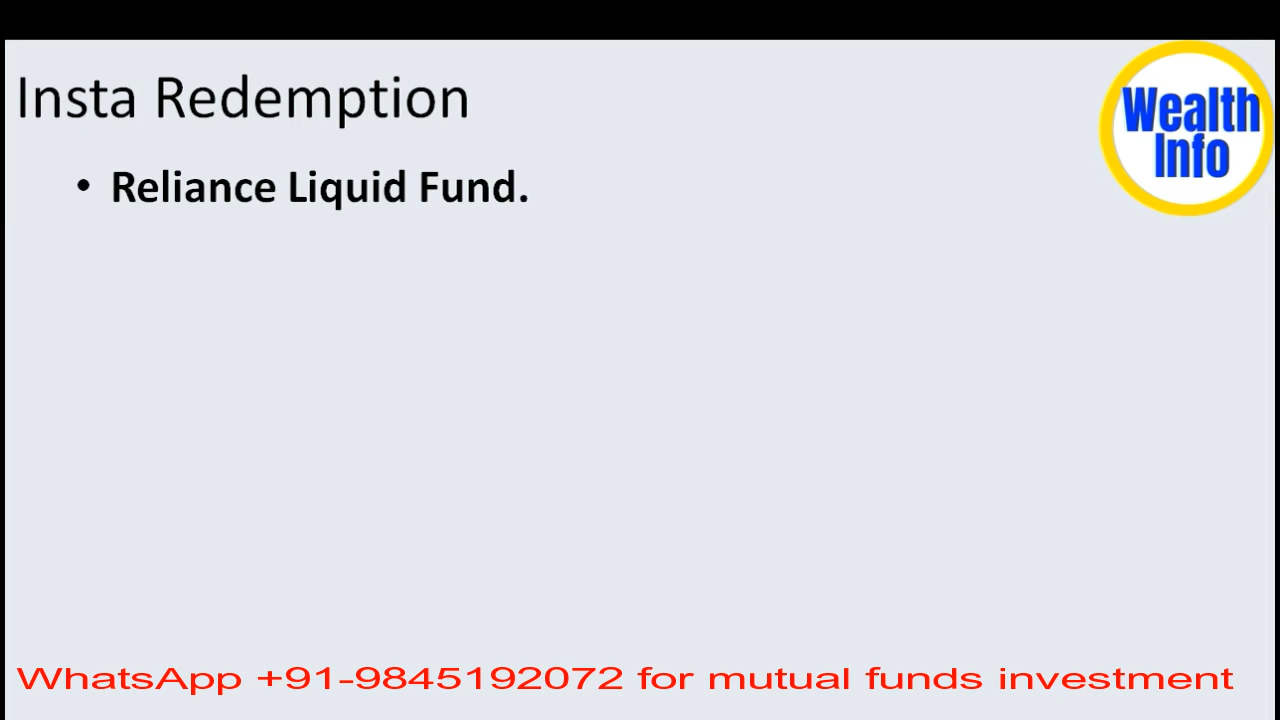 Insta Redemption
Wealth
Info
• Reliance Liquid Fund.
WhatsApp +91-9845192072 for mutual funds investment